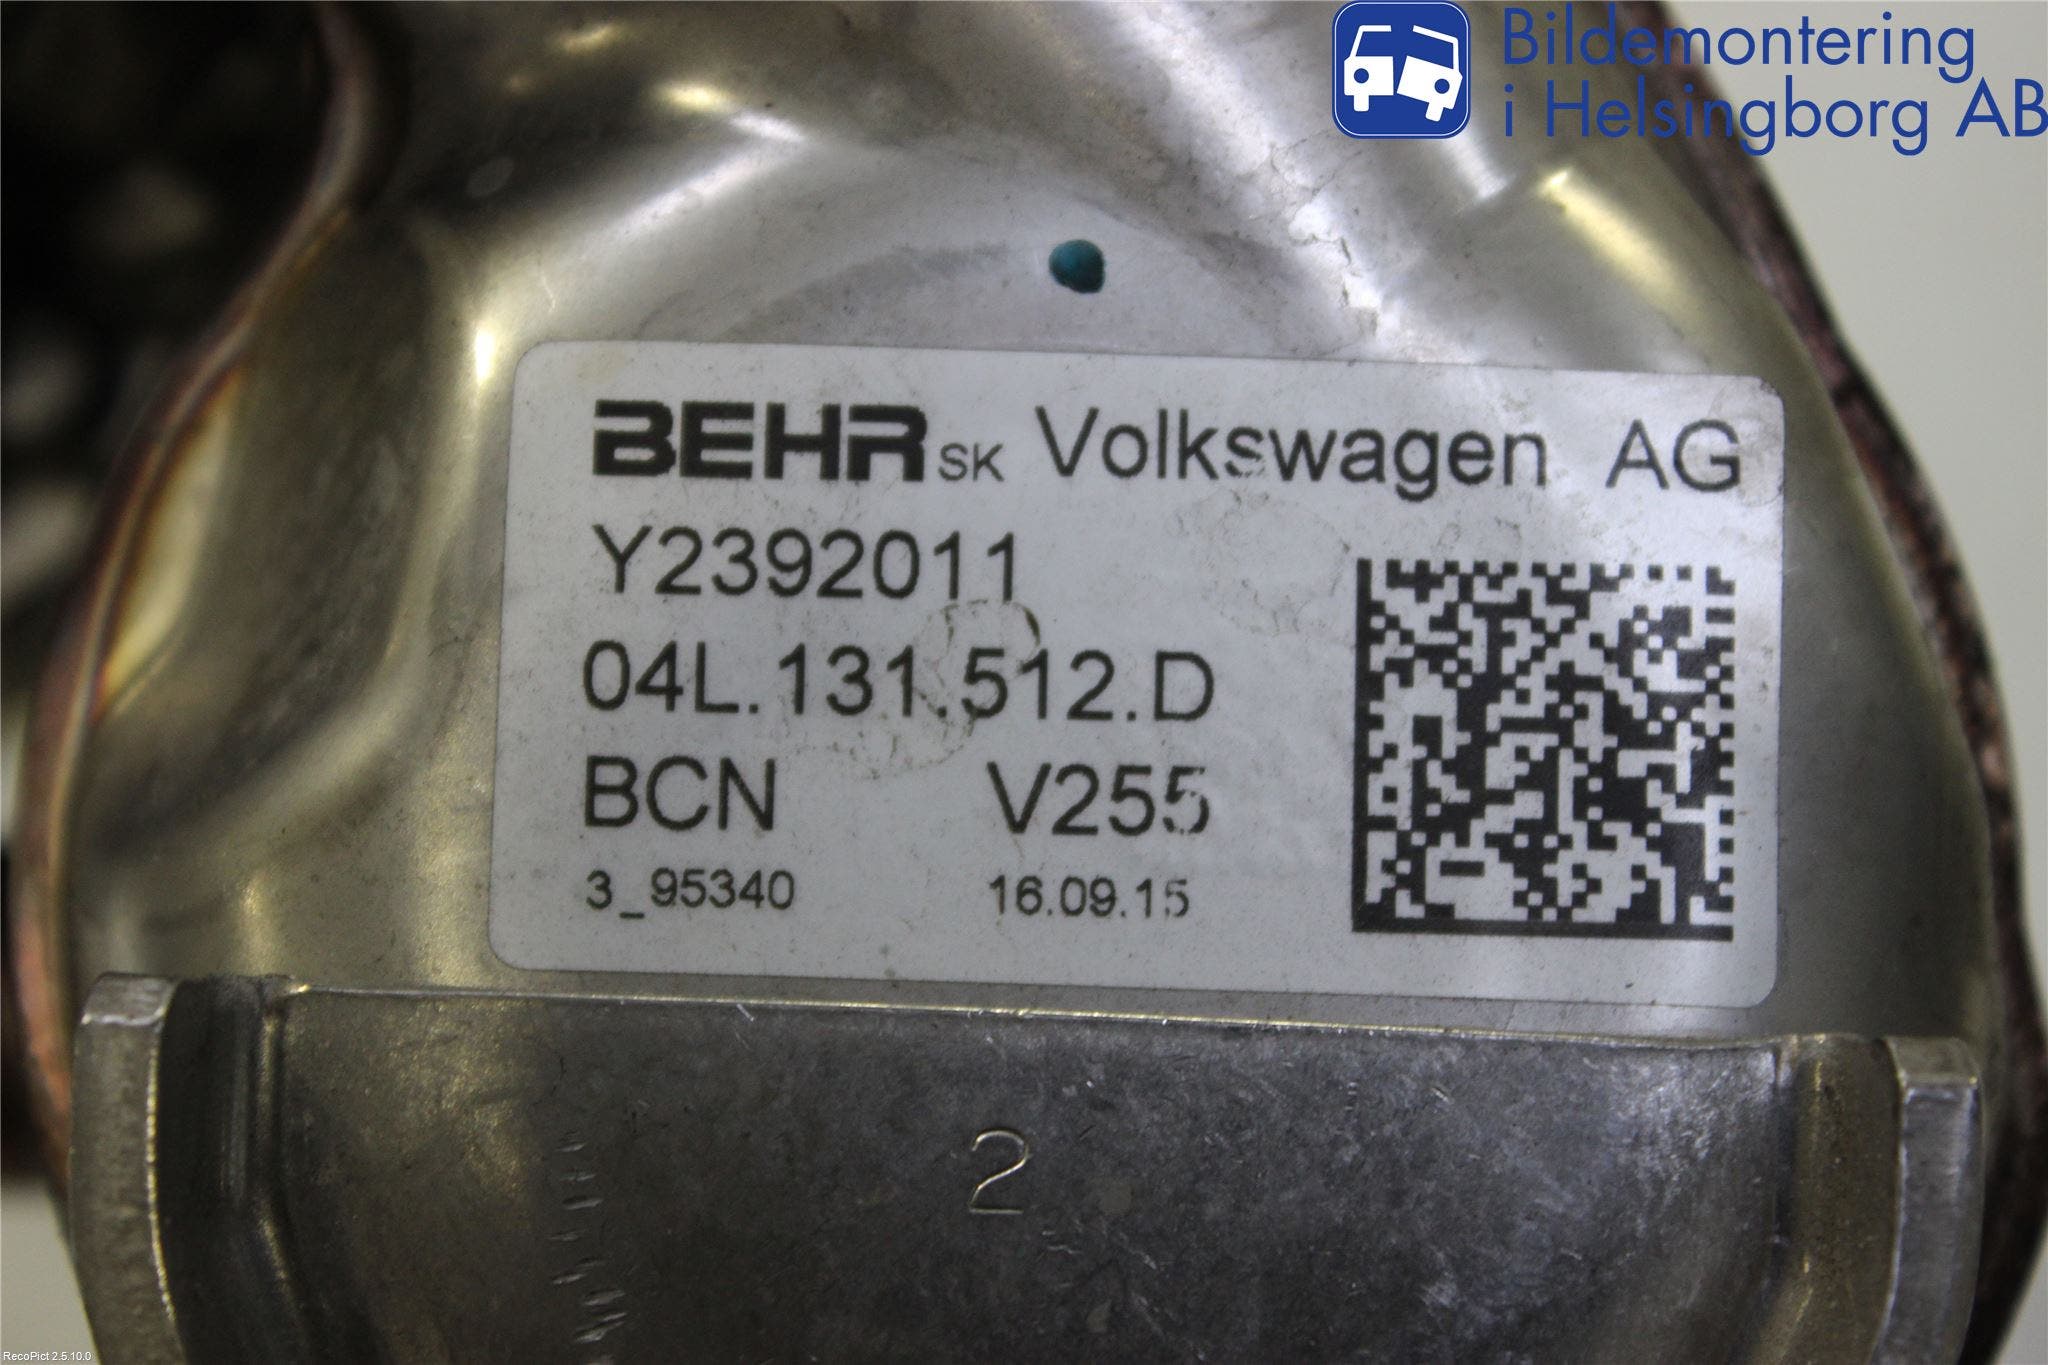 Bildemontering
i Helsingborg AB
BEHR SK Volkswagen AG
Y2392011
04L.131.512.D
BCN V255
3_95340 16.09.15
2
RecoPict 2.5.10.0